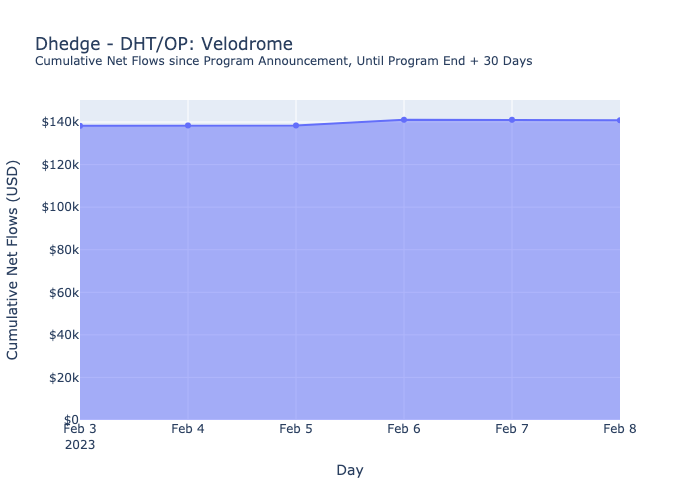 Dhedge - DHT/OP: Velodrome
Cumulative Net Flows since Program Announcement, Until Program End + 30 Days
Cumulative Net Flows (USD)
$140k
$120k
$100k
$80k
$60k
$40k
$20k
$0
Feb 3
2023
Feb 4
Feb 5
Feb 6
Feb 7
Feb 8
Day